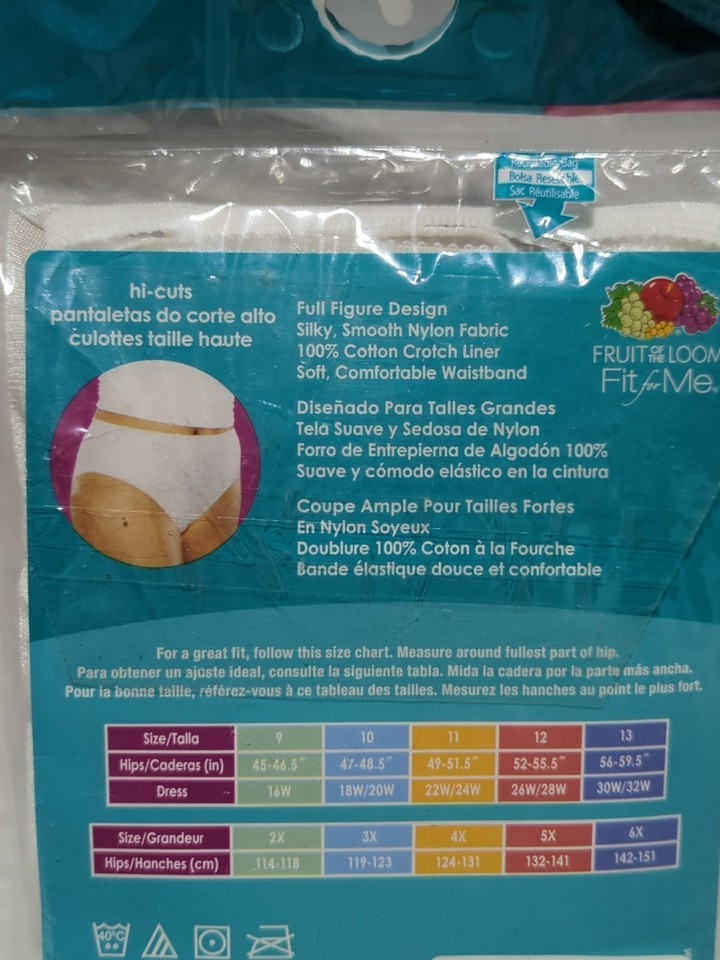 Bolsa Resellable
Sac Réutilisable
hi-cuts
pantaletas do corte alto
culottes taille haute
Full Figure Design
Silky, Smooth Nylon Fabric
100% Cotton Crotch Liner
Soft, Comfortable Waistband
Diseñado Para Talles Grandes
Tela Suave y Sedosa de Nylon
Forro de Entrepierna de Algodón 100%
Suave y cómodo elástico en la cintura
Coupe Ample Pour Tailles Fortes
En Nylon Soyeux
Doublure 100% Coton à la Fourche
Bande élastique douce et confortable
FRUIT OF THE LOOM
Fit for Me®
For a great fit, follow this size chart. Measure around fullest part of hip.
Para obtener un ajuste ideal, consulte la siguiente tabla. Mida la cadera por la parte más ancha.
Pour la bonne taille, référez-vous à ce tableau des tailles. Mesurez les hanches au point le plus fort.
Size/Talla 9 10 11 12 13
Hips/Caderas (in) 45-46.5" 47-48.5" 49-51.5" 52-55.5" 56-59.5"
Dress 16W 18W/20W 22W/24W 26W/28W 30W/32W
Size/Grandeur 2X 3X 4X 5X 6X
Hips/Hanches (cm) 114-118 119-123 124-131 132-141 142-151
40°C